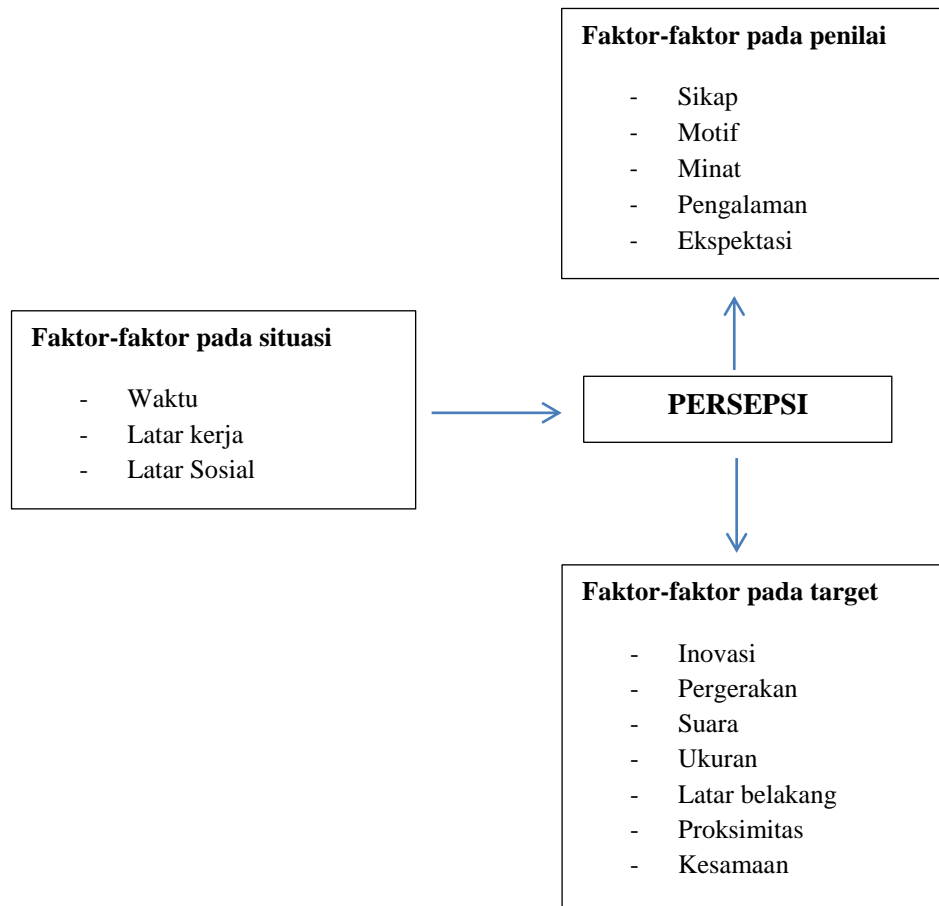 Faktor-faktor pada penilai
- Sikap
- Motif
- Minat
- Pengalaman
- Ekspektasi
Faktor-faktor pada situasi
- Waktu
- Latar kerja
- Latar Sosial
PERSEPSI
Faktor-faktor pada target
- Inovasi
- Pergerakan
- Suara
- Ukuran
- Latar belakang
- Proksimitas
- Kesamaan